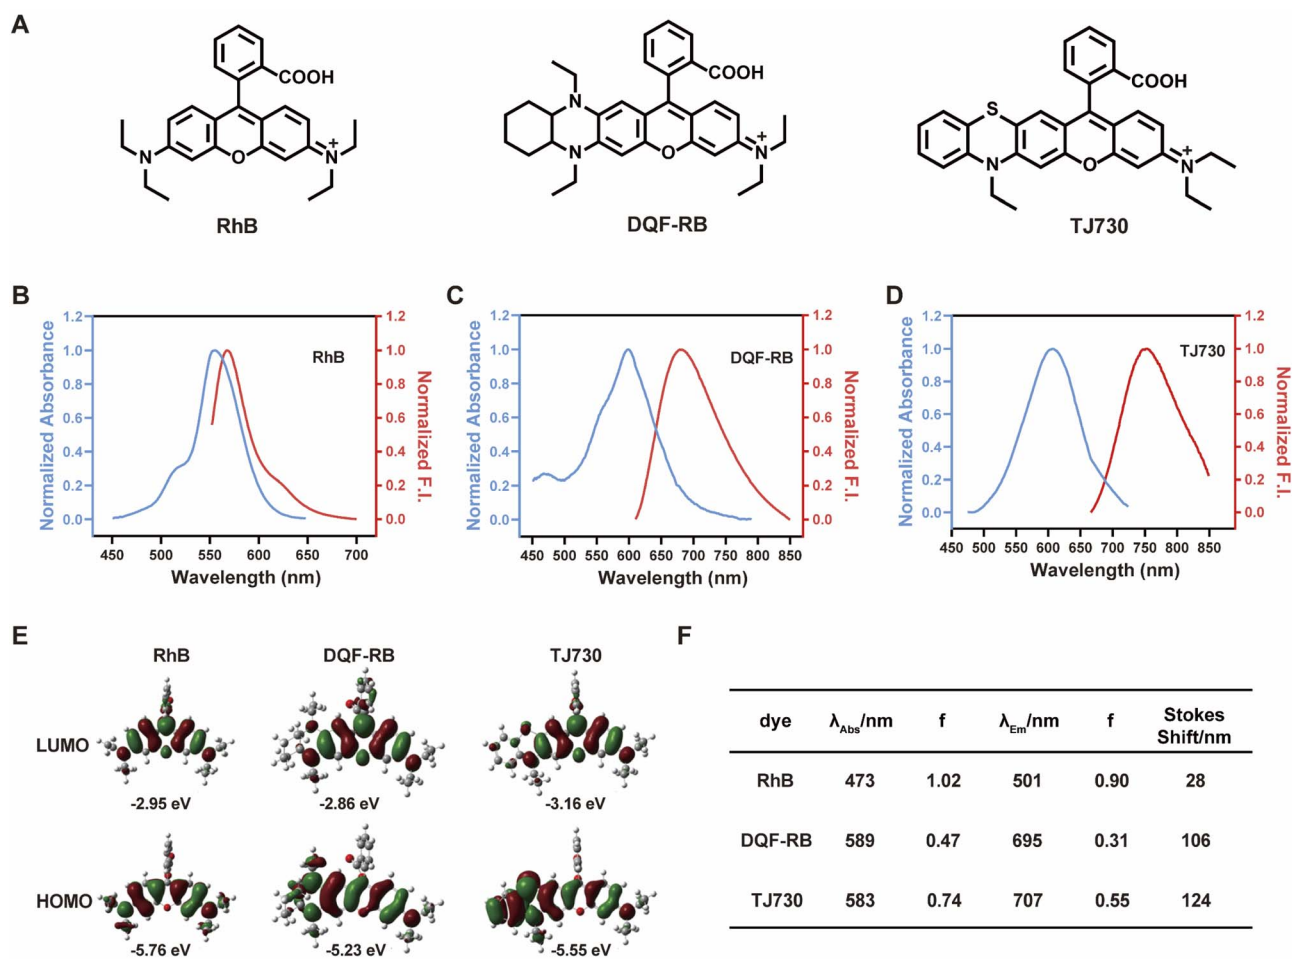 A
COOH
N
O
N
+
RhB
N
COOH
N
O
N
+
DQF-RB
COOH
S
N
O
N
+
TJ730
B
Normalized Absorbance
1.2
1.0
0.8
0.6
0.4
0.2
0.0
RhB
1.2
1.0
0.8
0.6
0.4
0.2
0.0
Normalized F.I.
450 500 550 600 650 700
Wavelength (nm)
C
Normalized Absorbance
1.2
1.0
0.8
0.6
0.4
0.2
0.0
DQF-RB
1.2
1.0
0.8
0.6
0.4
0.2
0.0
Normalized F.I.
450 500 550 600 650 700 750 800 850
Wavelength (nm)
D
Normalized Absorbance
1.2
1.0
0.8
0.6
0.4
0.2
0.0
TJ730
1.2
1.0
0.8
0.6
0.4
0.2
0.0
Normalized F.I.
450 500 550 600 650 700 750 800 850
Wavelength (nm)
E
RhB DQF-RB TJ730
LUMO
-2.95 eV -2.86 eV -3.16 eV
HOMO
-5.76 eV -5.23 eV -5.55 eV
F
dye λAbs/nm f λEm/nm f Stokes
Shift/nm
RhB 473 1.02 501 0.90 28
DQF-RB 589 0.47 695 0.31 106
TJ730 583 0.74 707 0.55 124